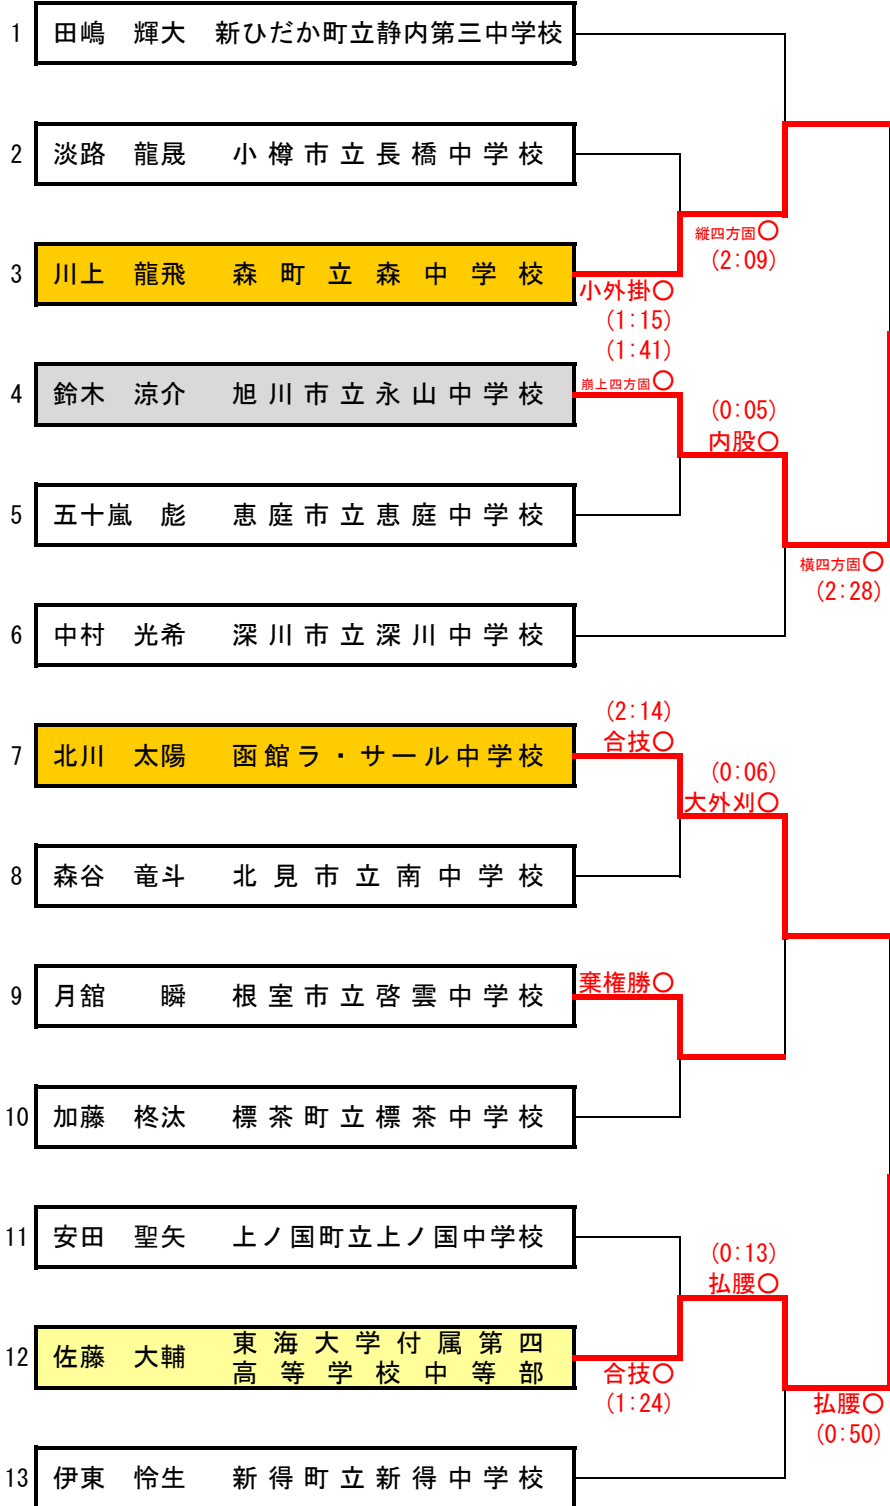 1 田嶋 輝大 新ひだか町立静内第三中学校
2 淡路 龍晟 小樽市立長橋中学校
縦四方固〇
(2:09)
3 川上 龍飛 森町立森中学校
小外掛〇
(1:15)
(1:41)
崩上四方固〇
4 鈴木 涼介 旭川市立永山中学校
(0:05)
内股〇
5 五十嵐 彪 恵庭市立恵庭中学校
横四方固〇
(2:28)
6 中村 光希 深川市立深川中学校
(2:14)
合技〇
7 北川 太陽 函館ラ・サール中学校
(0:06)
大外刈〇
8 森谷 竜斗 北見市立南中学校
棄権勝〇
9 月舘 瞬 根室市立啓雲中学校
10 加藤 柊汰 標茶町立標茶中学校
11 安田 聖矢 上ノ国町立上ノ国中学校
(0:13)
払腰〇
12 佐藤 大輔 東海大学付属第四
高等学校中等部
合技〇
(1:24)
払腰〇
(0:50)
13 伊東 怜生 新得町立新得中学校